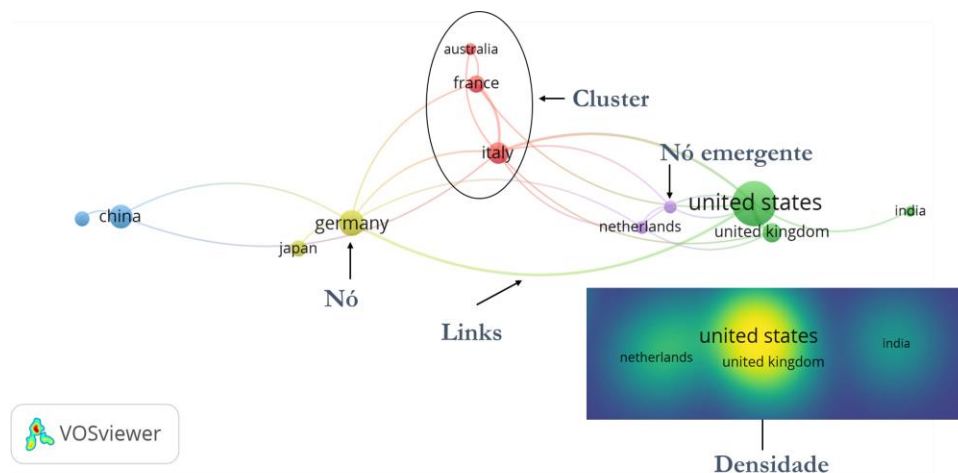 australia
france
Cluster
italy
Nó emergente
united states
india
china
germany
netherlands
united kingdom
japan
Nó
Links
united states
netherlands
united kingdom
india
VOSviewer
Densidade